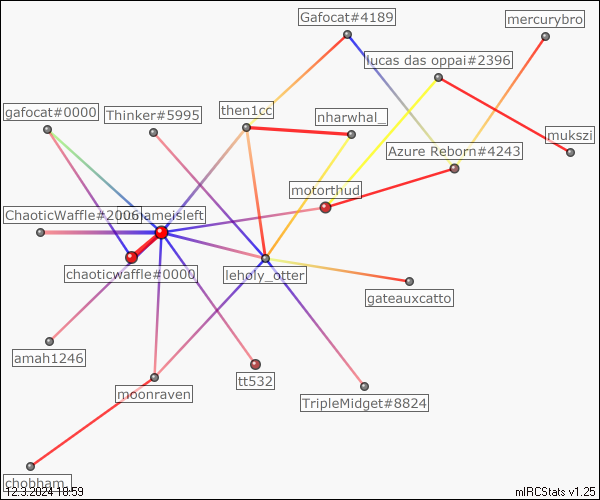 Gafocat#4189
mercurybro
lucas das oppai#2396
gafocat#0000
Thinker#5995
then1cc
nharwhal_
mukszi
Azure Reborn#4243
motorthud
ChaoticWaffle#2006
nameisleft
chaoticwaffle#0000
leholy_otter
gateauxcatto
amah1246
moonraven
tt532
TripleMidget#8824
chobham_
12.3.2024 18:59
mIRCStats v1.25